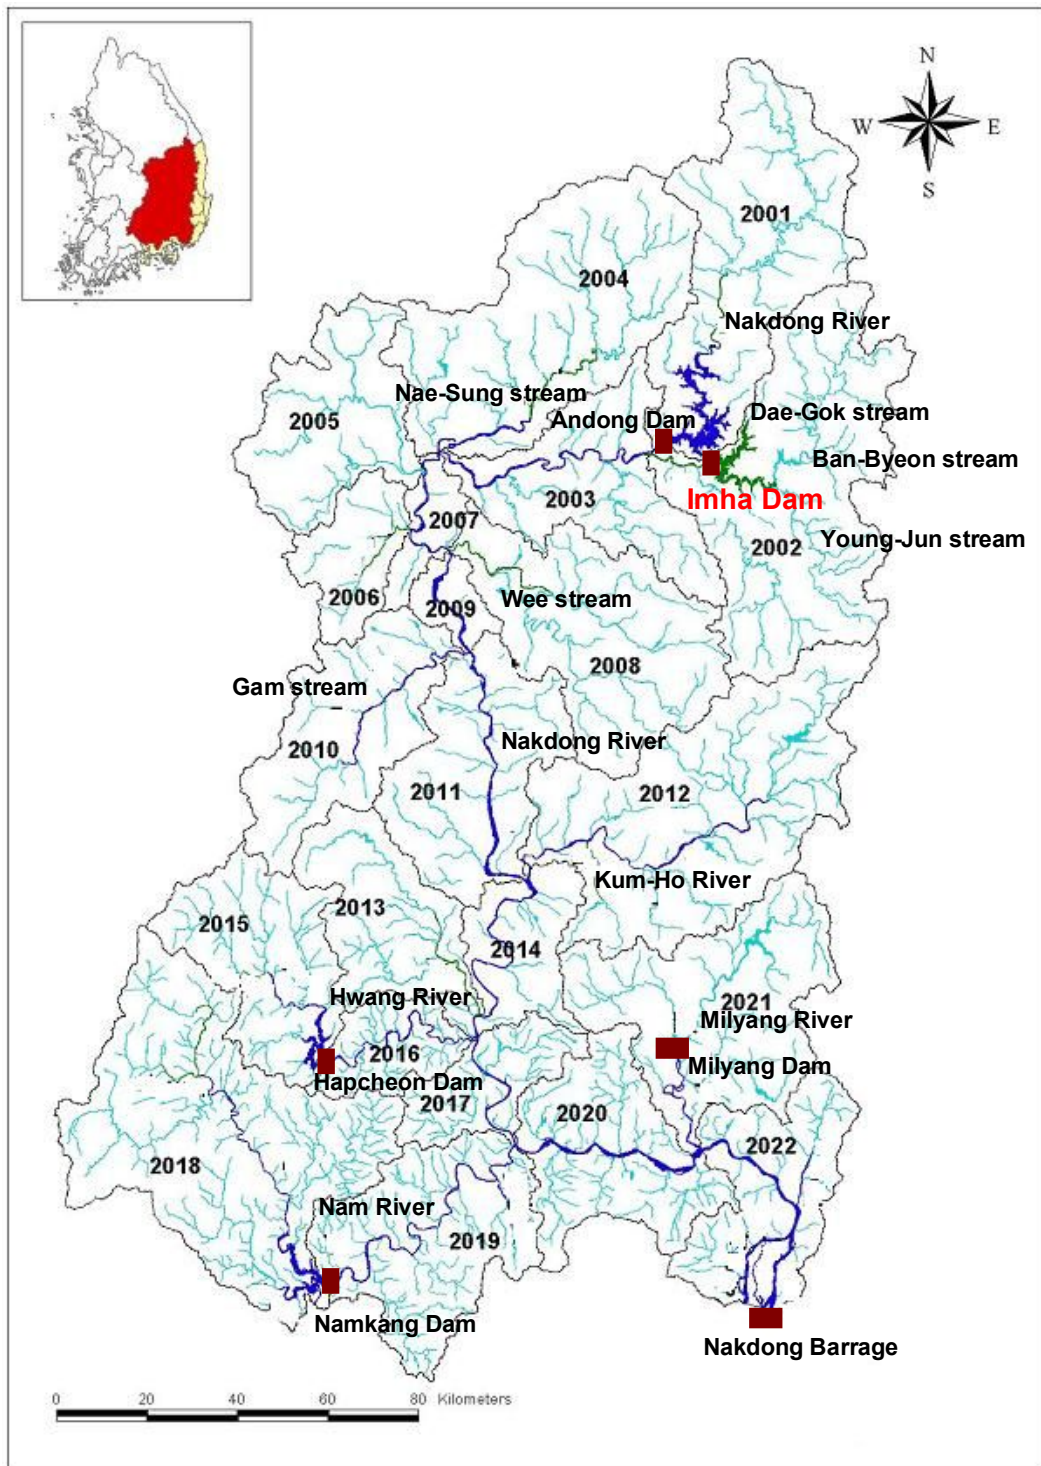 N
W E
S
2001
2004
Nakdong River
Nae-Sung stream
2005
Andong Dam
Dae-Gok stream
Ban-Byeon stream
Imha Dam
2003
2007
2002
Young-Jun stream
2006
2009
Wee stream
2008
Gam stream
2010
Nakdong River
2011
2012
Kum-Ho River
2013
2015
2014
Hwang River
2021
Milyang River
2016
Milyang Dam
Hapcheon Dam
2017
2020
2022
2018
Nam River
2019
Namkang Dam
Nakdong Barrage
0 20 40 60 80 Kilometers